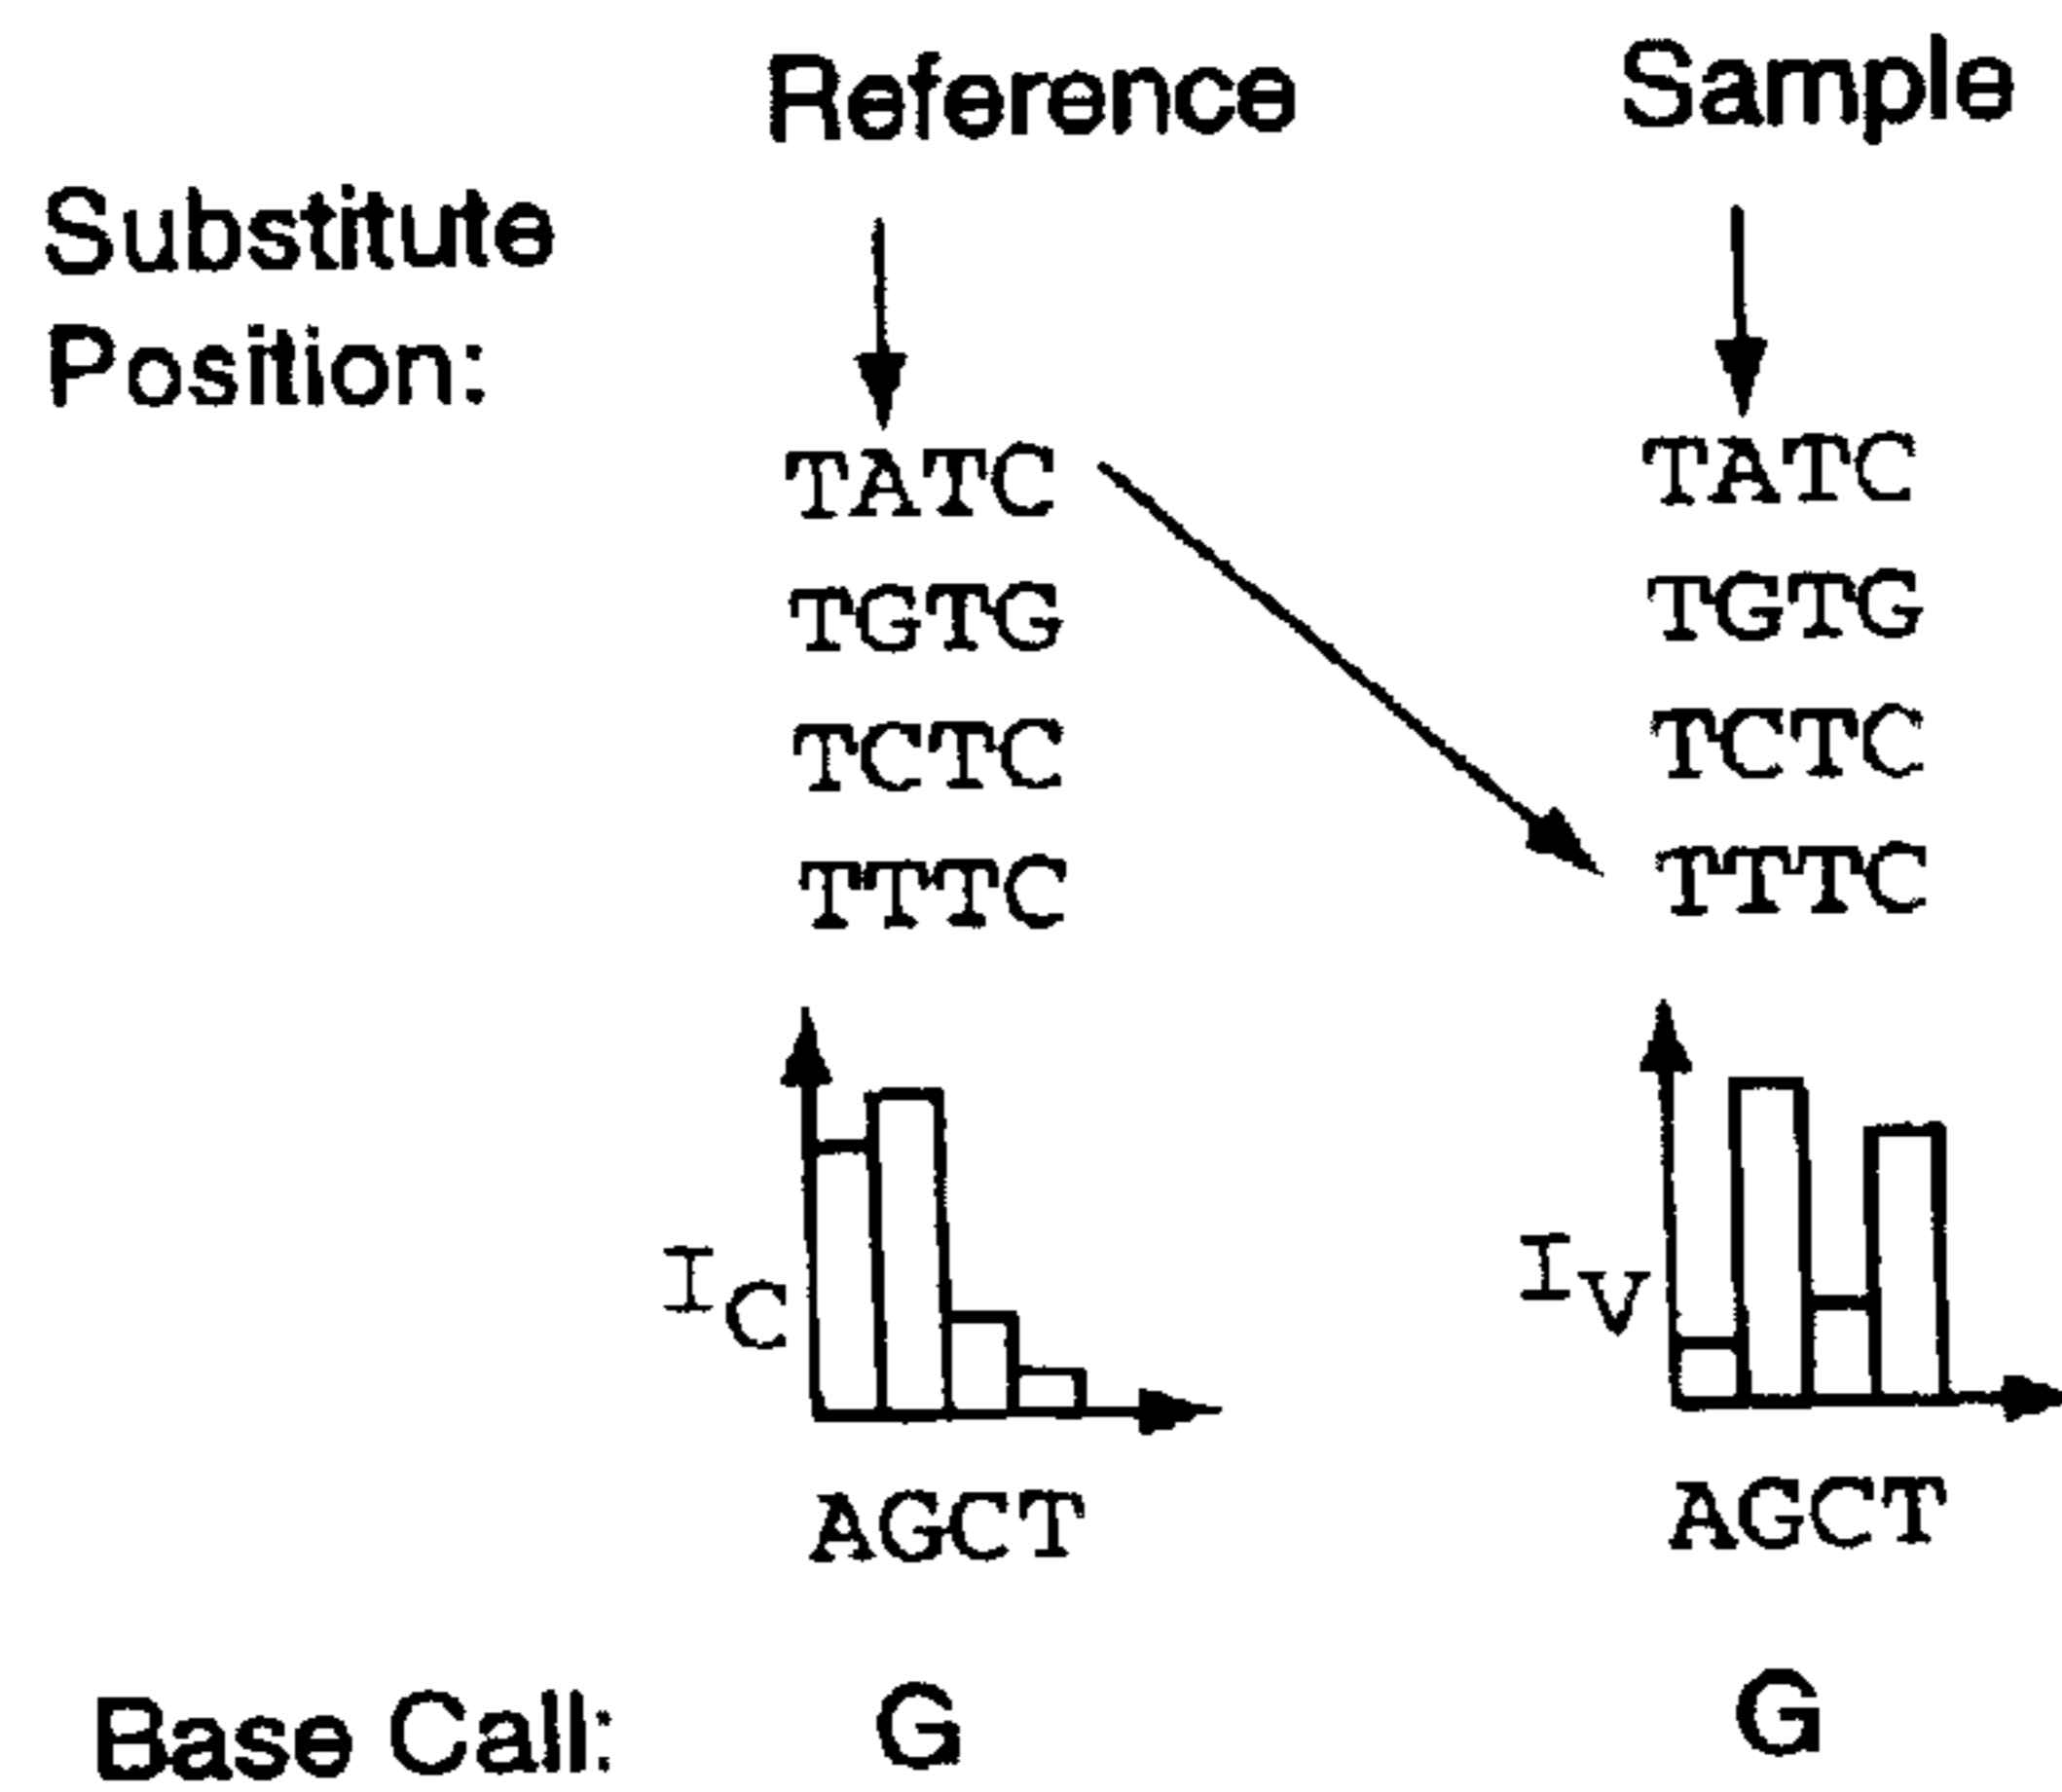 Reference Sample
Substitute
Position:
TATC TATC
TGTG TGTG
TCTC TCTC
TTTC TTTC
IC IV
AGCT AGCT
Base Call: G G